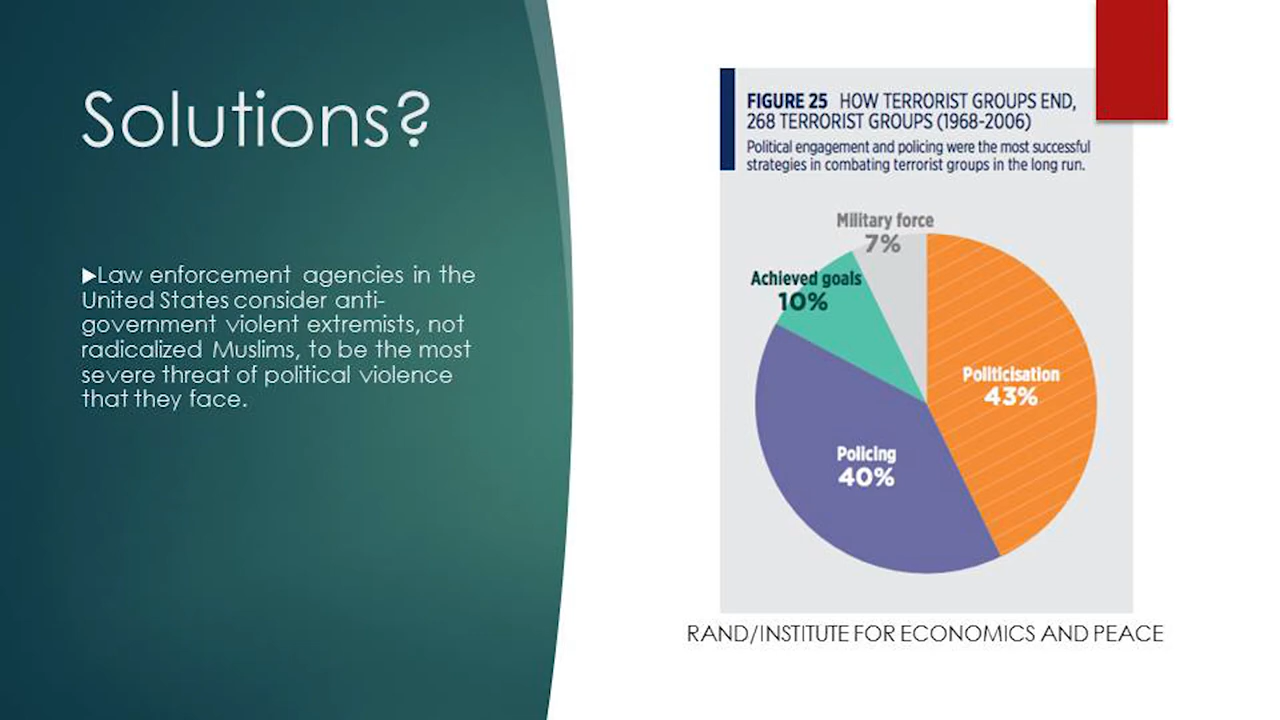 Solutions?
▶Law enforcement agencies in the
United States consider anti-
government violent extremists, not
radicalized Muslims, to be the most
severe threat of political violence
that they face.
FIGURE 25 HOW TERRORIST GROUPS END,
268 TERRORIST GROUPS (1968-2006)
Political engagement and policing were the most successful
strategies in combating terrorist groups in the long run.
Military force
7%
Achieved goals
10%
Politicisation
43%
Policing
40%
RAND/INSTITUTE FOR ECONOMICS AND PEACE